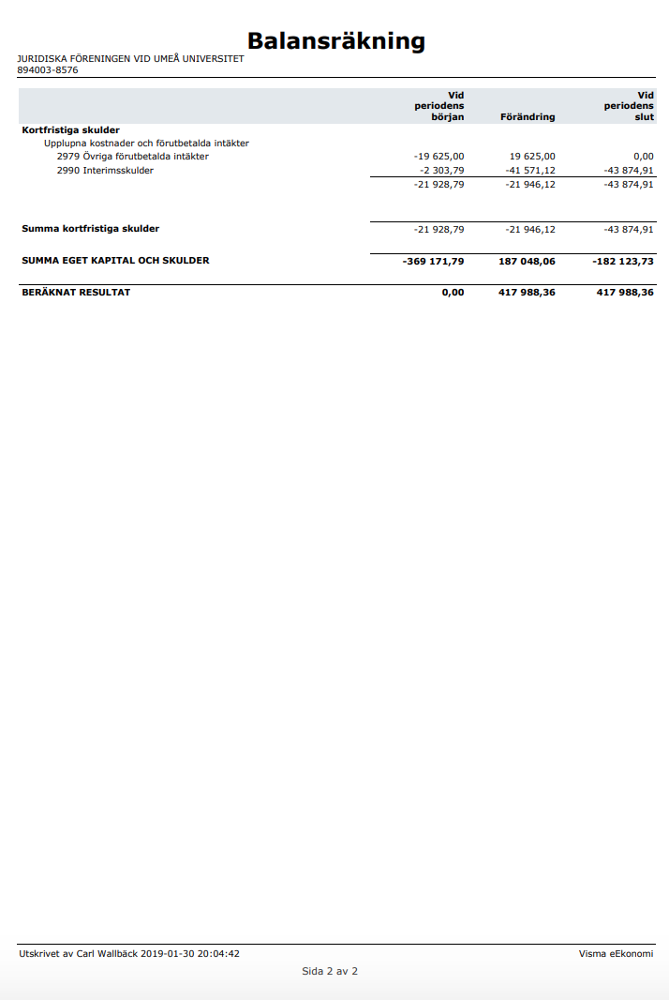 Balansräkning
JURIDISKA FÖRENINGEN VID UMEÅ UNIVERSITET
894003-8576
Vid periodens början Förändring Vid periodens slut
Kortfristiga skulder
Upplupna kostnader och förutbetalda intäkter
2979 Övriga förutbetalda intäkter -19 625,00 19 625,00 0,00
2990 Interimsskulder -2 303,79 -41 571,12 -43 874,91
-21 928,79 -21 946,12 -43 874,91
Summa kortfristiga skulder -21 928,79 -21 946,12 -43 874,91
SUMMA EGET KAPITAL OCH SKULDER -369 171,79 187 048,06 -182 123,73
BERÄKNAT RESULTAT 0,00 417 988,36 417 988,36
Utskrivet av Carl Wallbäck 2019-01-30 20:04:42 Visma eEkonomi
Sida 2 av 2